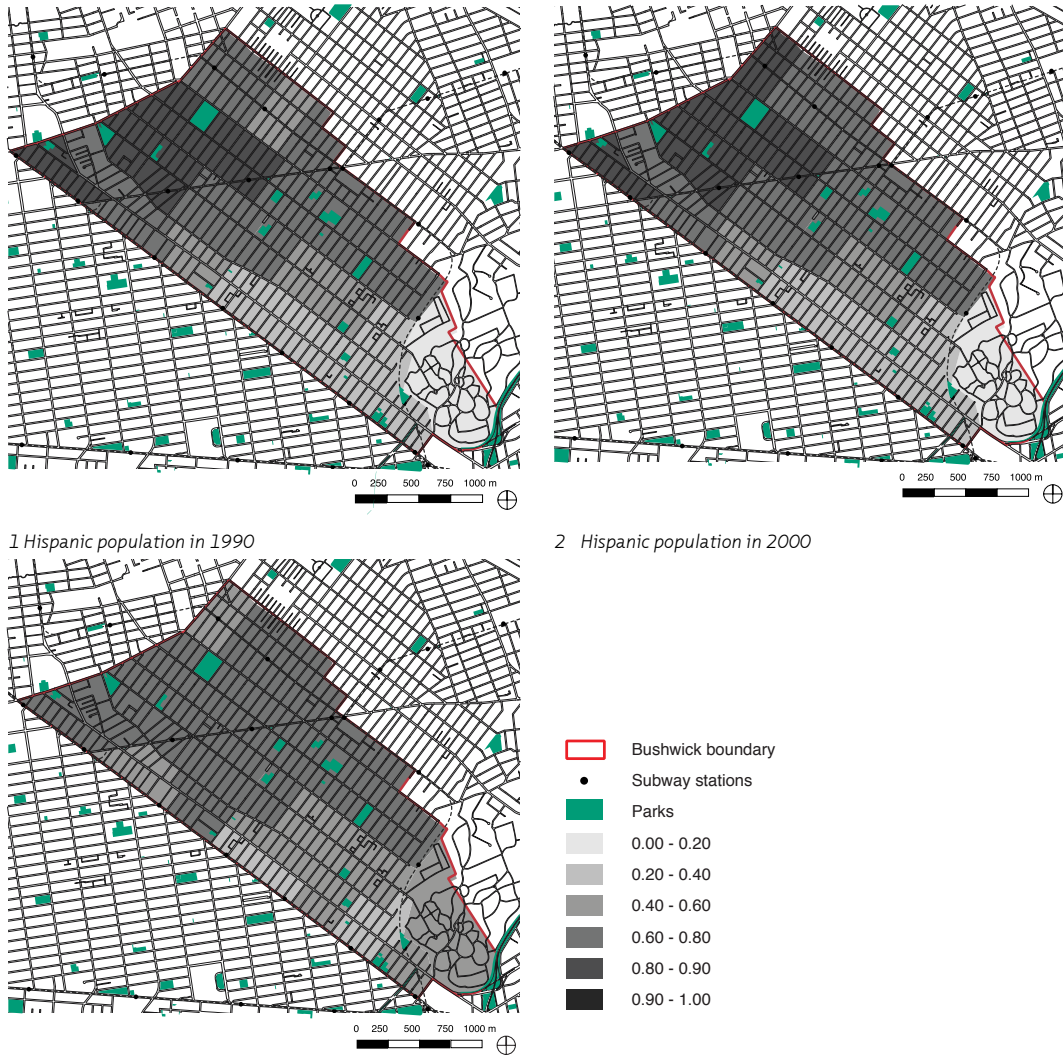 0 250 500 750 1000 m
0 250 500 750 1000 m
1 Hispanic population in 1990
2 Hispanic population in 2000
Bushwick boundary
Subway stations
Parks
0.00 - 0.20
0.20 - 0.40
0.40 - 0.60
0.60 - 0.80
0.80 - 0.90
0.90 - 1.00
0 250 500 750 1000 m